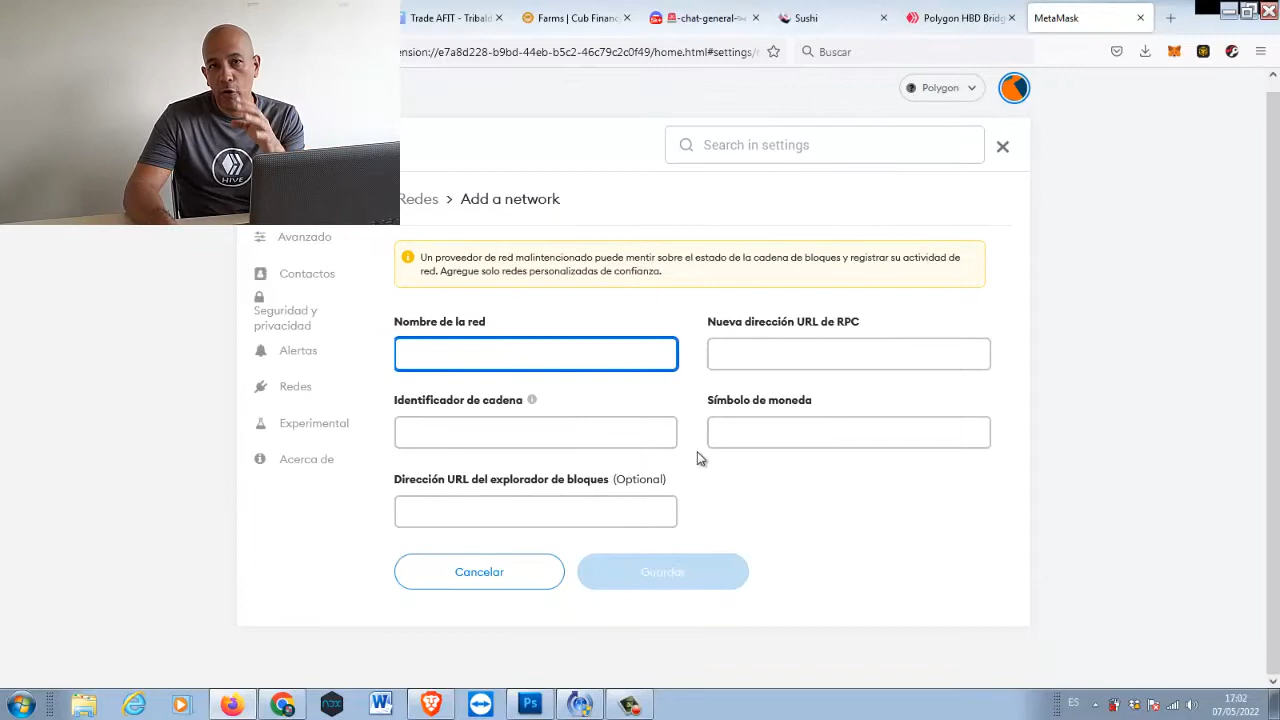 Trade AFIT - Tribald
Farms | Cub Financ
-chat-general-s
Sushi
Polygon HBD Bridg
MetaMask
ension://e7a8d228-b9bd-44eb-b5c2-46c79c2c0f49/home.html#settings/
Buscar
Polygon
Search in settings
Redes > Add a network
Avanzado
Contactos
Seguridad y
privacidad
Alertas
Redes
Experimental
Acerca de
Un proveedor de red malintencionado puede mentir sobre el estado de la cadena de bloques y registrar su actividad de
red. Agregue solo redes personalizadas de confianza.
Nombre de la red
Nueva dirección URL de RPC
Identificador de cadena
Símbolo de moneda
Dirección URL del explorador de bloques (Optional)
Cancelar
Guardar
HIVE
ES
17:02
07/05/2022